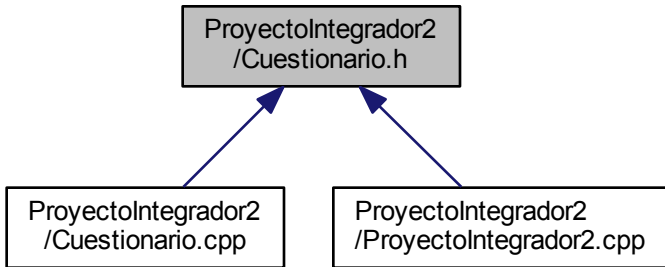 ProyectoIntegrador2
/Cuestionario.h
ProyectoIntegrador2
/Cuestionario.cpp
ProyectoIntegrador2
/ProyectoIntegrador2.cpp